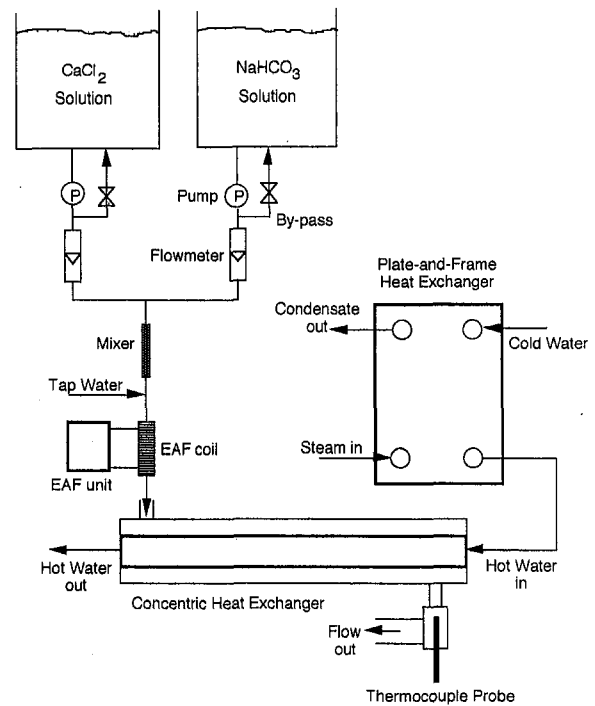 CaCl2
Solution
NaHCO3
Solution
P
Pump
P
By-pass
Flowmeter
Plate-and-Frame
Heat Exchanger
Condensate
out
Cold Water
Mixer
Tap Water
EAF coil
Steam in
EAF unit
Hot Water
out
Hot Water
in
Concentric Heat Exchanger
Flow
out
Thermocouple Probe